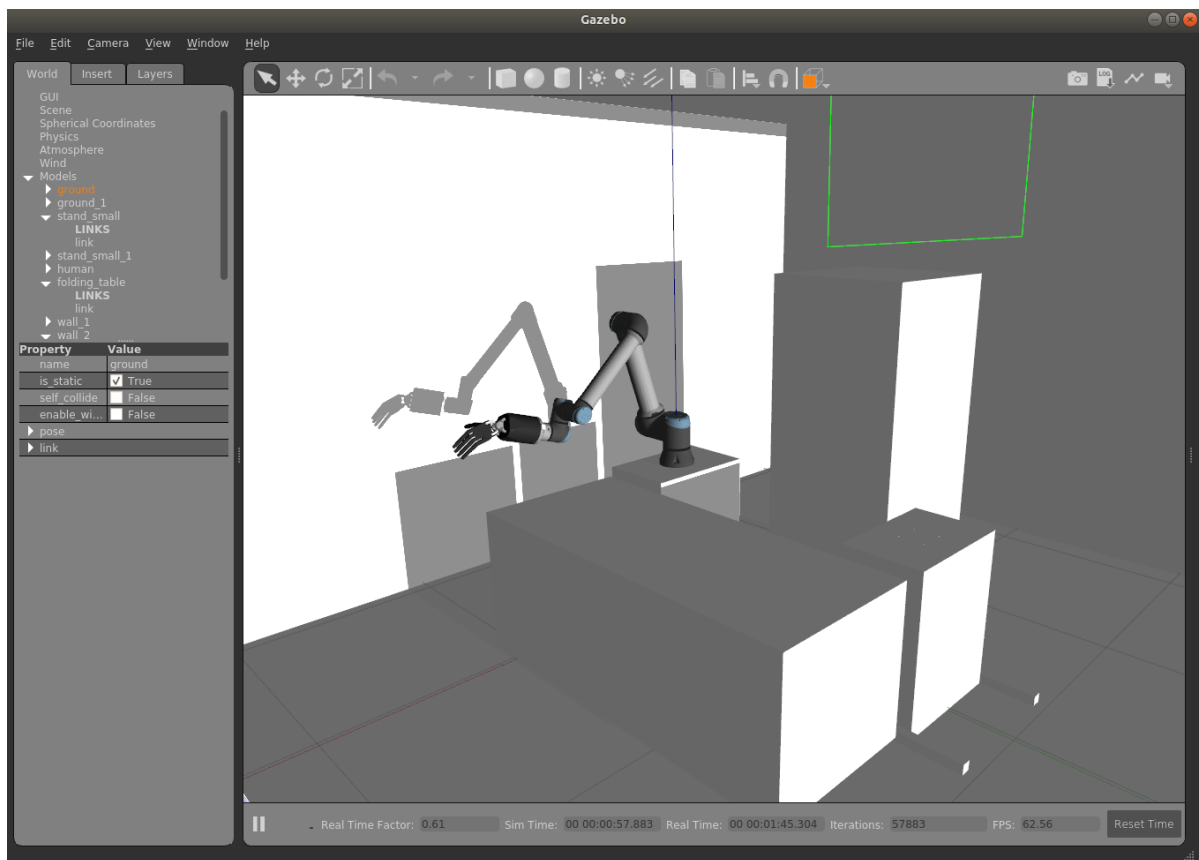 Gazebo
File Edit Camera View Window Help
World Insert Layers
LOG
GUI
Scene
Spherical Coordinates
Physics
Atmosphere
Wind
Models
ground
ground_1
stand_small
LINKS
link
stand_small_1
human
folding_table
LINKS
link
wall_1
wall_2
Property Value
name ground
is_static True
self_collide False
enable_wi... False
pose
link
Real Time Factor: 0.61 Sim Time: 00 00:00:57.883 Real Time: 00 00:01:45.304 Iterations: 57883 FPS: 62.56 Reset Time